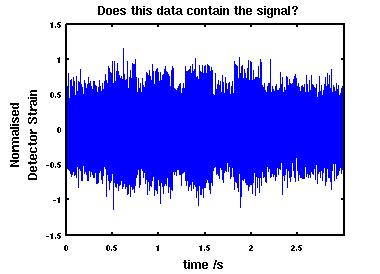 Does this data contain the signal?
1.5
1
0.5
0
-0.5
-1
-1.5
Normalised
Detector Strain
0 0.5 1 1.5 2 2.5
time /s